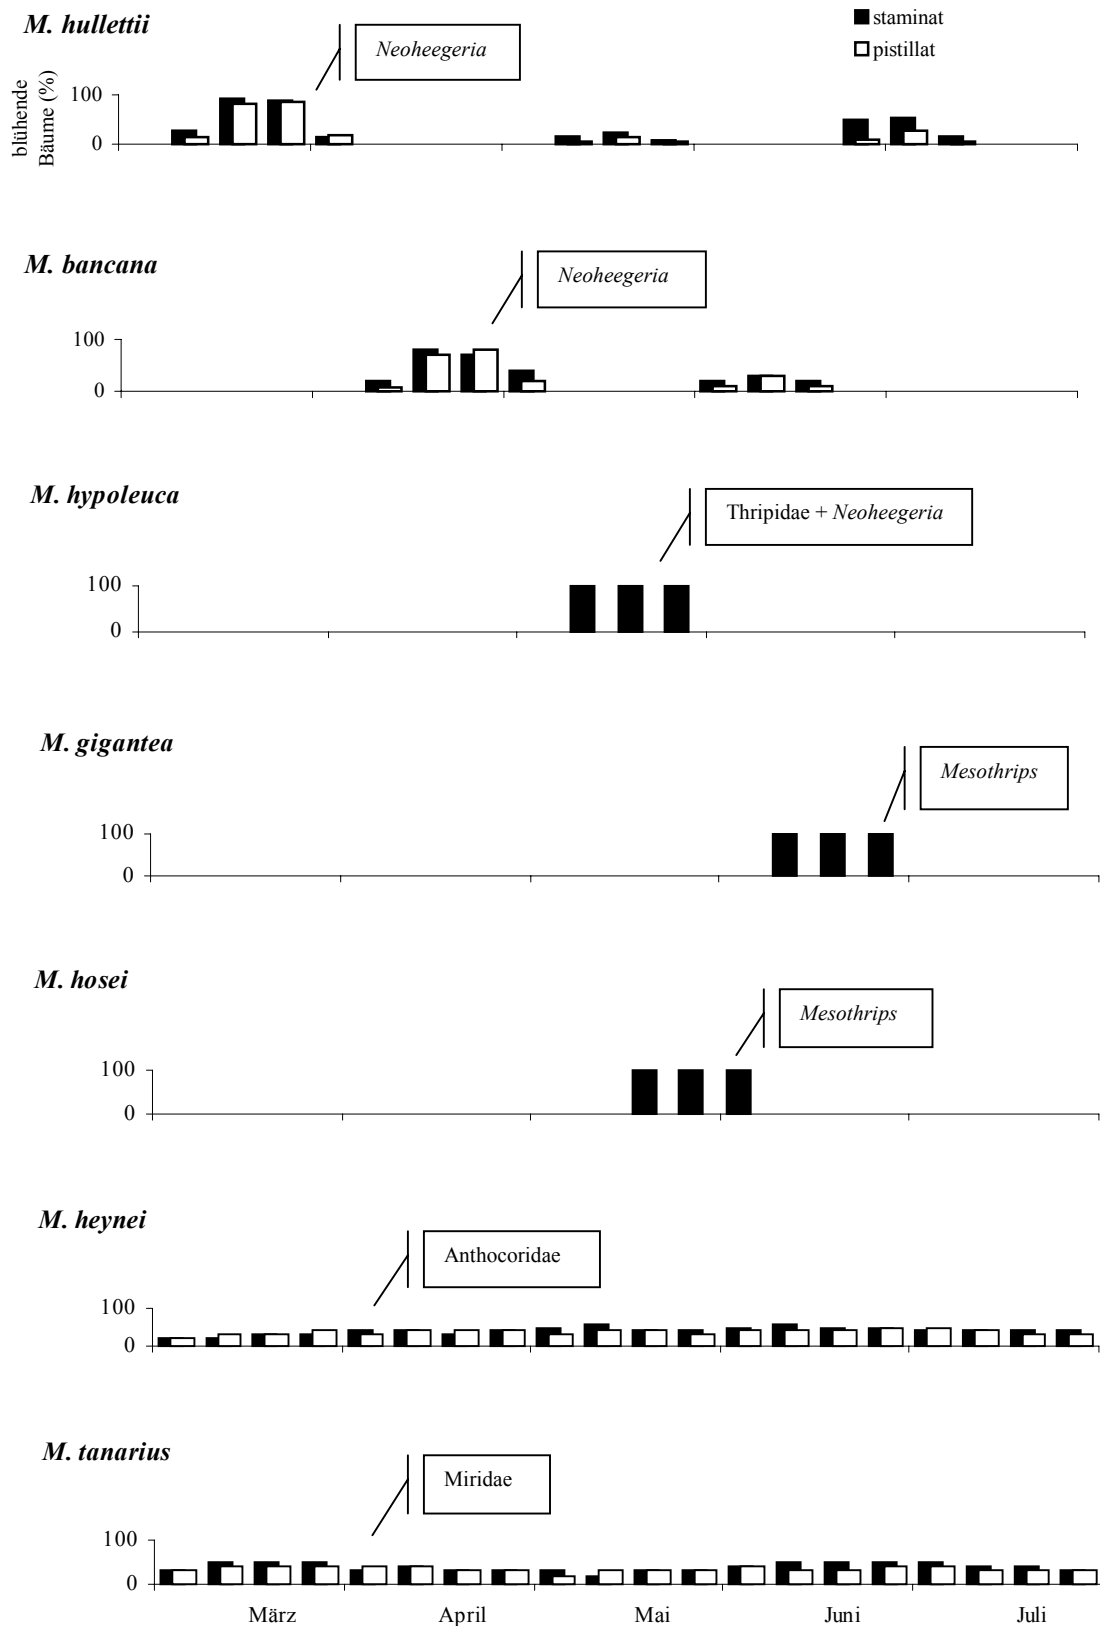 M. hullettii
staminat
pistillat
Neoheegeria
blühende
Bäume (%)
100
0
M. bancana
Neoheegeria
100
0
M. hypoleuca
Thripidae + Neoheegeria
100
0
M. gigantea
Mesothrips
100
0
M. hosei
Mesothrips
100
0
M. heynei
Anthocoridae
100
0
M. tanarius
Miridae
100
0
März April Mai Juni Juli